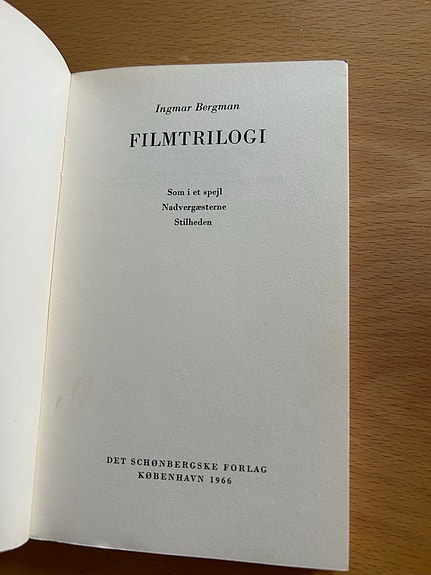 Ingmar Bergman
FILMTRILOGI
Som i et spejl
Nadvergæsterne
Stilheden
DET SCHØNBERGSKE FORLAG
KØBENHAVN 1966